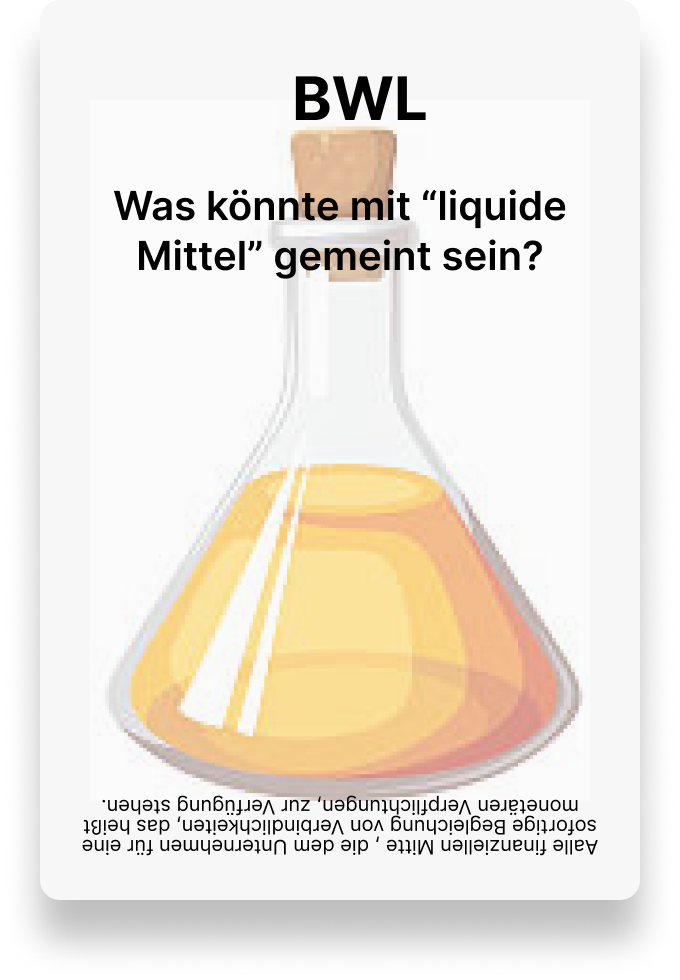 BWL
Was könnte mit “liquide
Mittel” gemeint sein?
Aalle finanziellen Mitte , die dem Unternehmen für eine
sofortige Begleichung von Verbindlichkeiten, das heißt
monetären Verpflichtungen, zur Verfügung stehen.